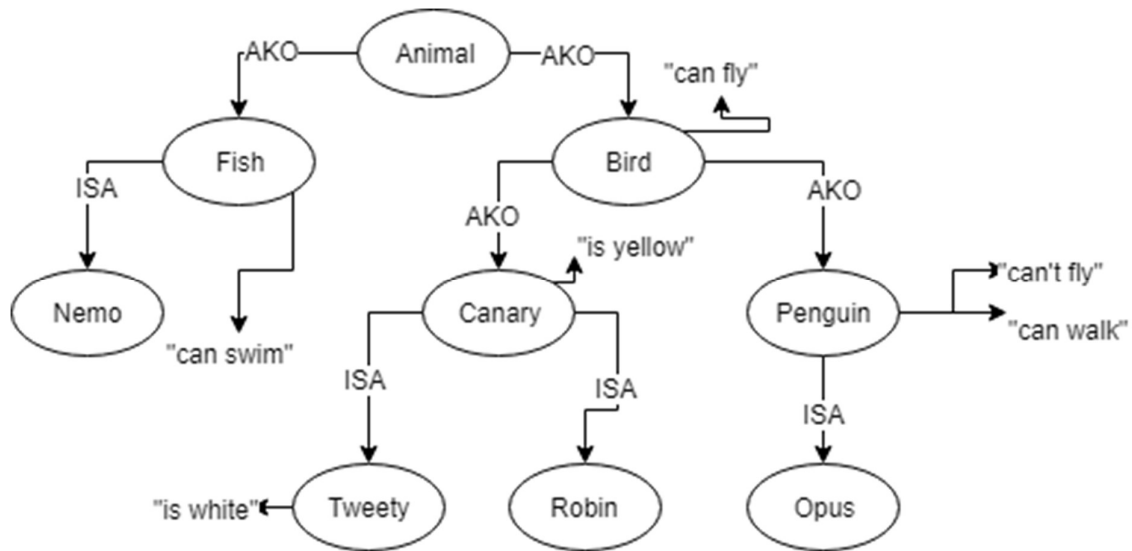 Animal
AKO
AKO
"can fly"
Fish
Bird
ISA
AKO
AKO
"is yellow"
"can't fly"
Nemo
Canary
Penguin
"can walk"
"can swim"
ISA
ISA
ISA
"is white"
Tweety
Robin
Opus